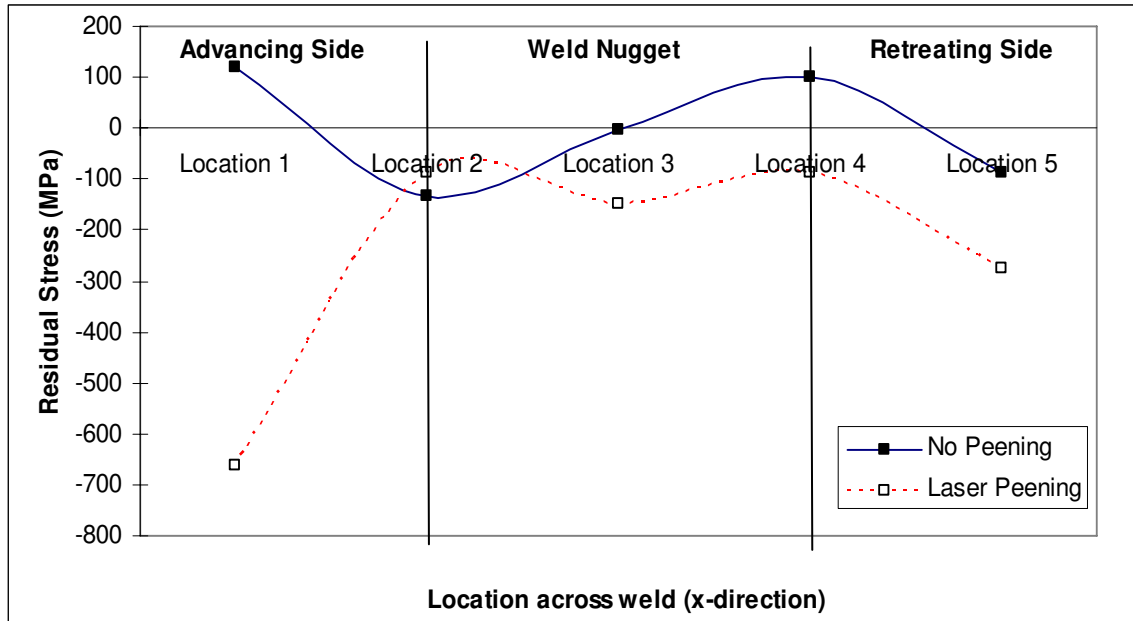 200
100
0
-100
-200
-300
-400
-500
-600
-700
-800
Residual Stress (MPa)
Advancing Side Weld Nugget Retreating Side
Location 1 Location 2 Location 3 Location 4 Location 5
No Peening
Laser Peening
Location across weld (x-direction)